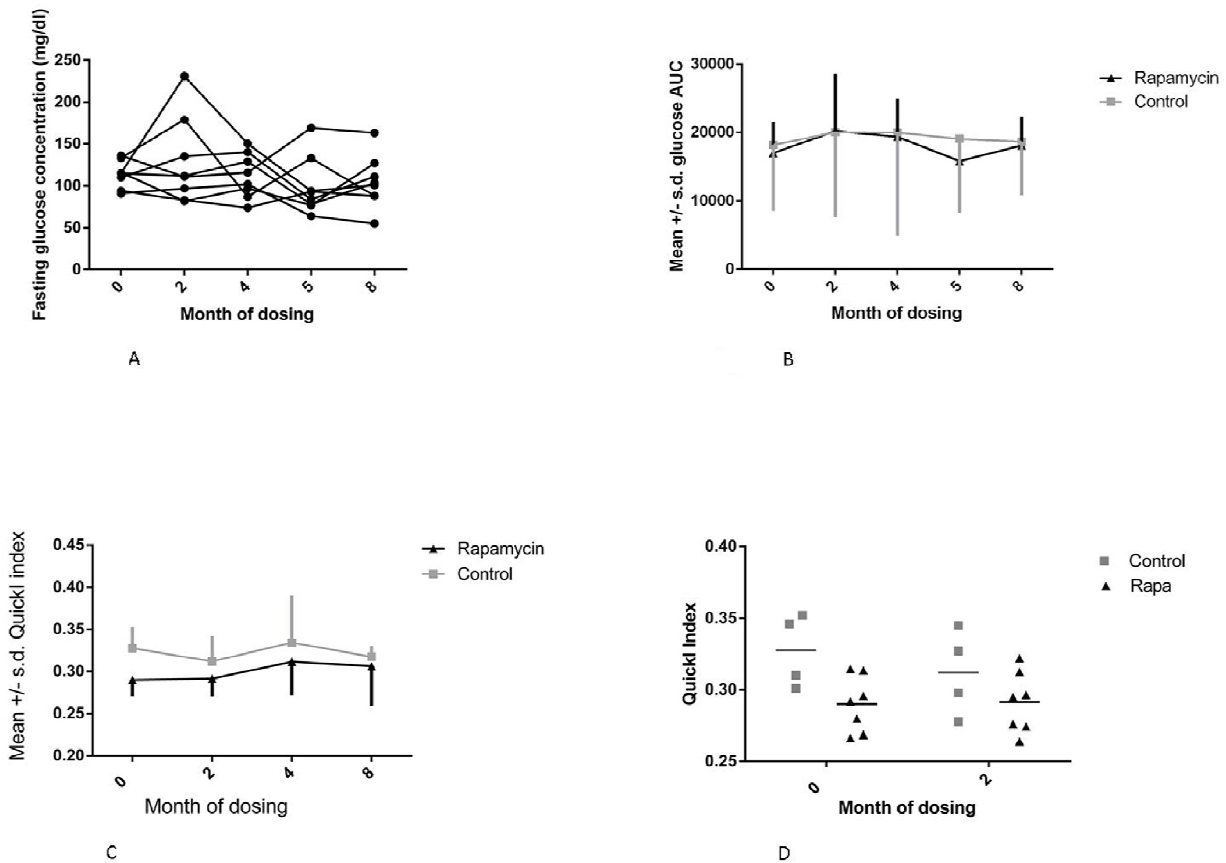 Fasting glucose concentration (mg/dl)
250
200
150
100
50
0
0 2 4 5 8
Month of dosing
A
Mean +/- s.d. glucose AUC
30000
20000
10000
0
0 2 4 5 8
Month of dosing
Rapamycin
Control
B
Mean +/- s.d. QuickI index
0.45
0.40
0.35
0.30
0.25
0.20
0 2 4 8
Month of dosing
Rapamycin
Control
C
QuickI Index
0.40
0.35
0.30
0.25
0 2
Month of dosing
Control
Rapa
D